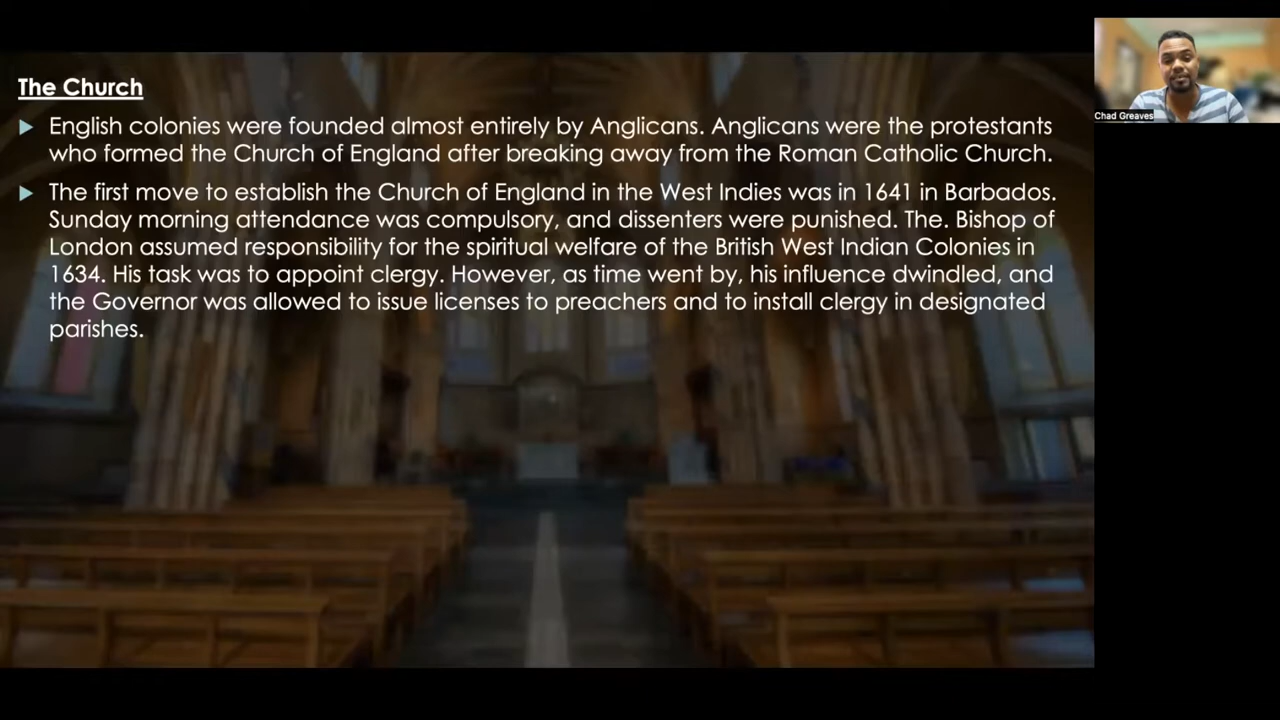 The Church
English colonies were founded almost entirely by Anglicans. Anglicans were the protestants
who formed the Church of England after breaking away from the Roman Catholic Church.
The first move to establish the Church of England in the West Indies was in 1641 in Barbados.
Sunday morning attendance was compulsory, and dissenters were punished. The. Bishop of
London assumed responsibility for the spiritual welfare of the British West Indian Colonies in
1634. His task was to appoint clergy. However, as time went by, his influence dwindled, and
the Governor was allowed to issue licenses to preachers and to install clergy in designated
parishes.
Chad Greaves